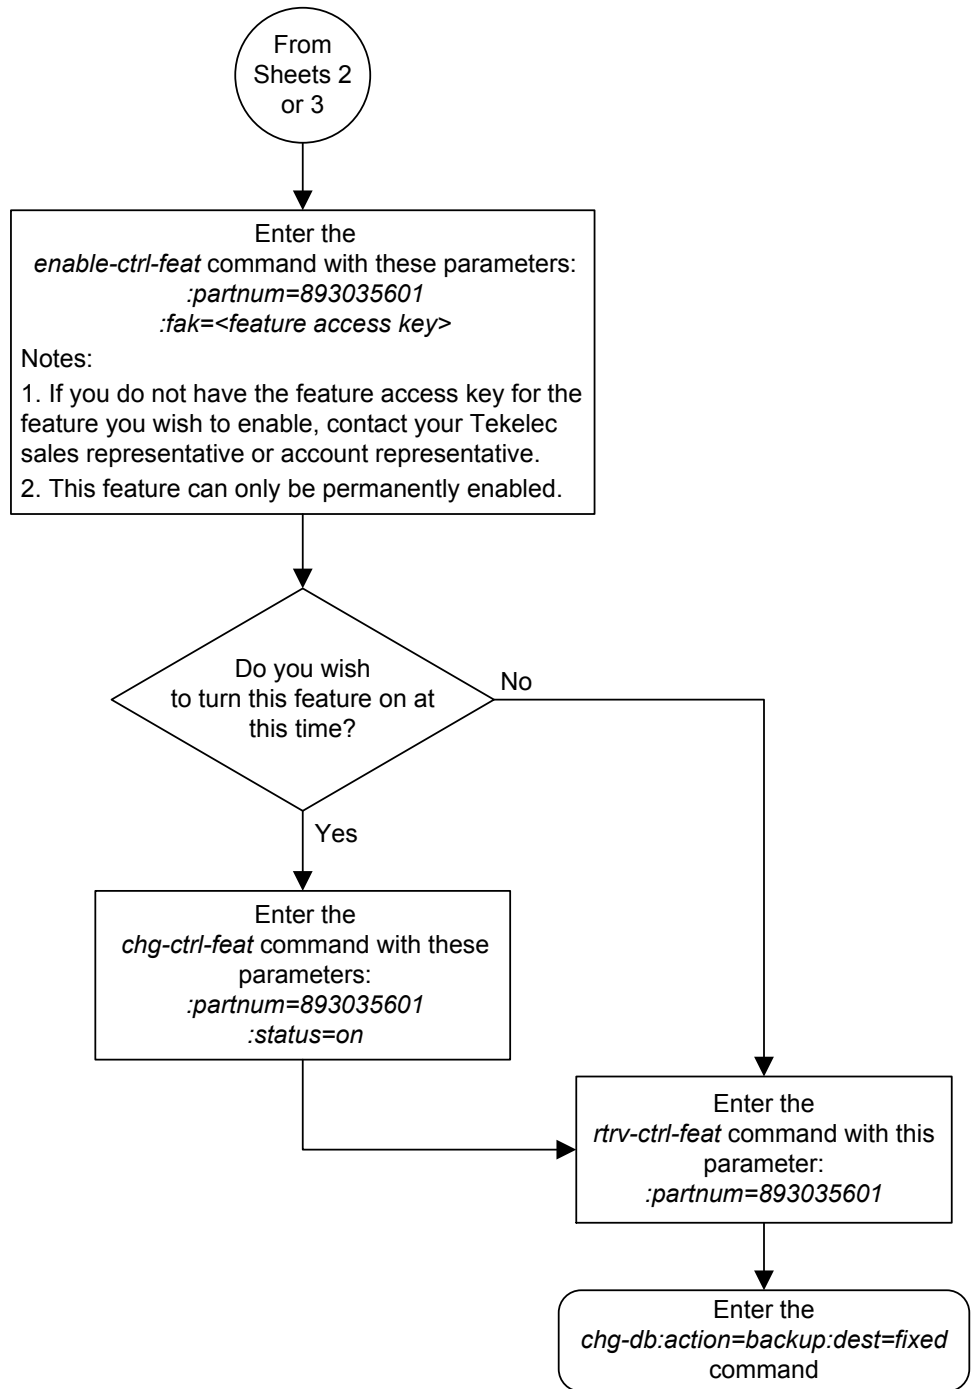 From
Sheets 2
or 3
Enter the
enable-ctrl-feat command with these parameters:
:partnum=893035601
:fak=<feature access key>
Notes:
1. If you do not have the feature access key for the
feature you wish to enable, contact your Tekelec
sales representative or account representative.
2. This feature can only be permanently enabled.
Do you wish
to turn this feature on at
this time?
No
Yes
Enter the
chg-ctrl-feat command with these
parameters:
:partnum=893035601
:status=on
Enter the
rtrv-ctrl-feat command with this
parameter:
:partnum=893035601
Enter the
chg-db:action=backup:dest=fixed
command